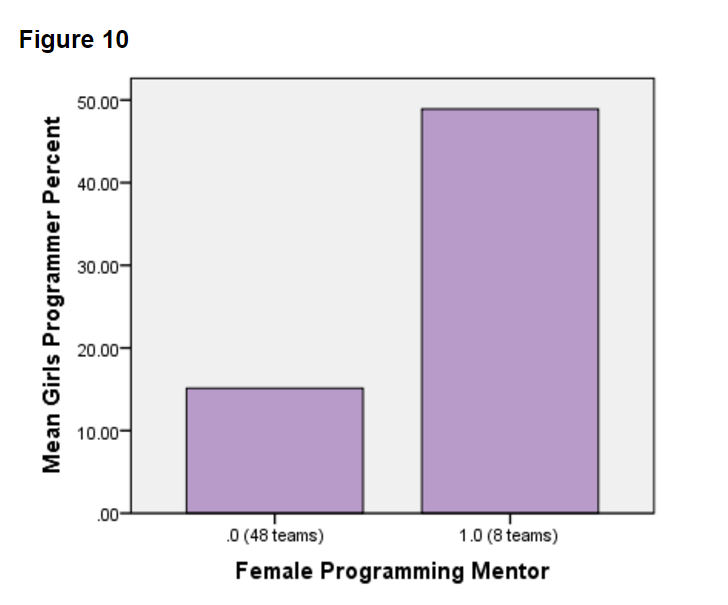 Figure 10
Mean Girls Programmer Percent
50.00
40.00
30.00
20.00
10.00
.00
.0 (48 teams)
1.0 (8 teams)
Female Programming Mentor